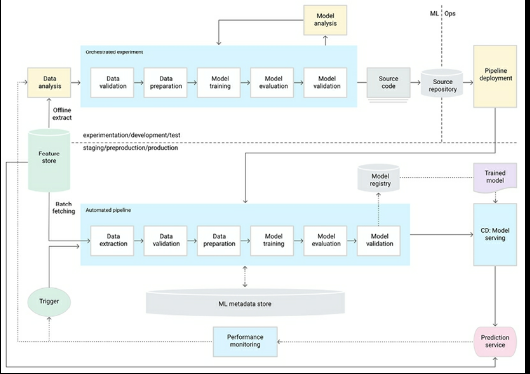 Model
analysis
ML
Ops
Orchestrated experiment
Data
analysis
Data
validation
Data
preparation
Model
training
Model
evaluation
Model
validation
Source
code
Source
repository
Pipeline
deployment
Offline
extract
experimentation/development/test
staging/preproduction/production
Feature
store
Batch
fetching
Model
registry
Trained
model
Automated pipeline
Data
extraction
Data
validation
Data
preparation
Model
training
Model
evaluation
Model
validation
CD: Model
serving
Trigger
ML metadata store
Performance
monitoring
Prediction
service